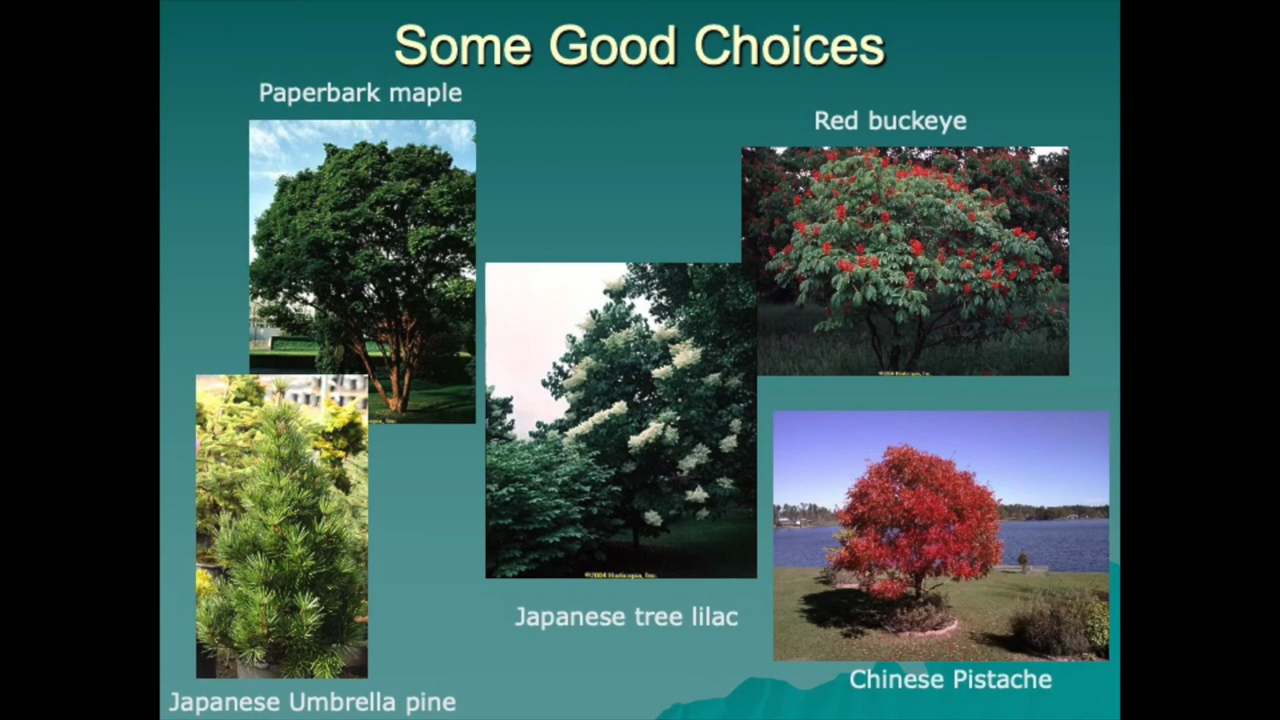 Some Good Choices
Paperbark maple
Red buckeye
Japanese tree lilac
Chinese Pistache
Japanese Umbrella pine